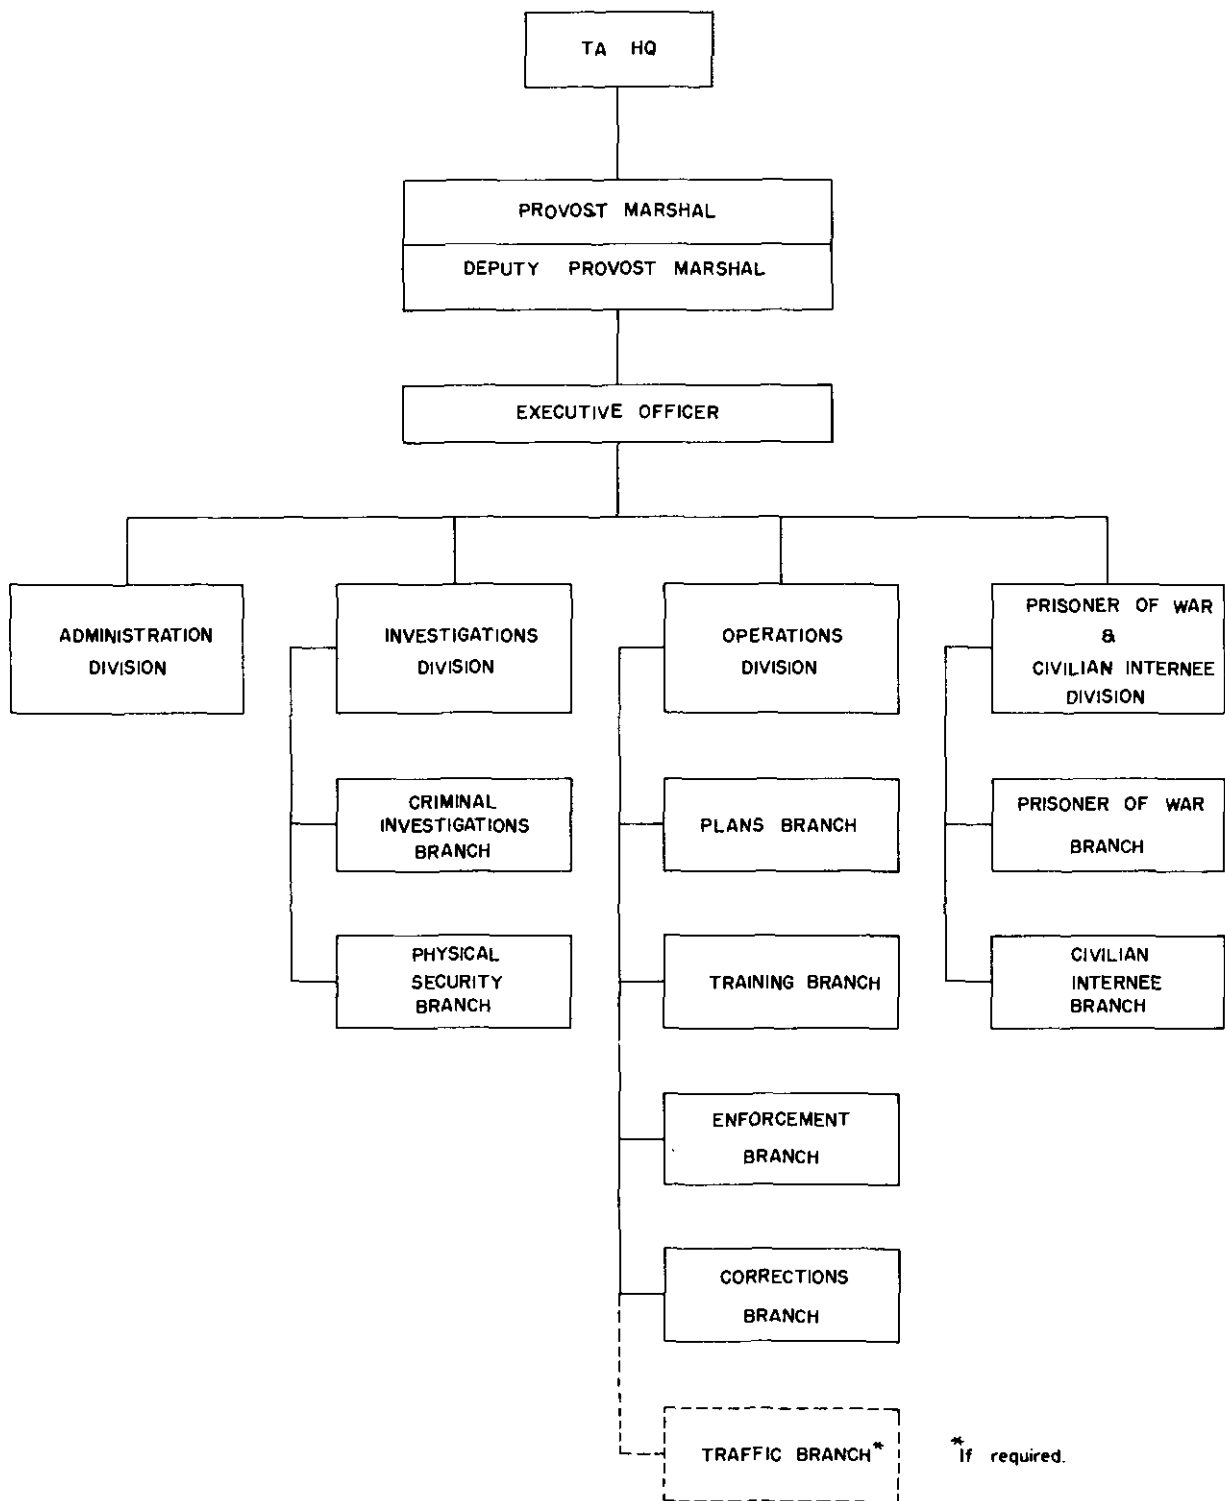 TA HQ
PROVOST MARSHAL
DEPUTY PROVOST MARSHAL
EXECUTIVE OFFICER
ADMINISTRATION
DIVISION
INVESTIGATIONS
DIVISION
OPERATIONS
DIVISION
PRISONER OF WAR
&
CIVILIAN INTERNEE
DIVISION
CRIMINAL
INVESTIGATIONS
BRANCH
PLANS BRANCH
PRISONER OF WAR
BRANCH
PHYSICAL
SECURITY
BRANCH
TRAINING BRANCH
CIVILIAN
INTERNEE
BRANCH
ENFORCEMENT
BRANCH
CORRECTIONS
BRANCH
TRAFFIC BRANCH*
*If required.